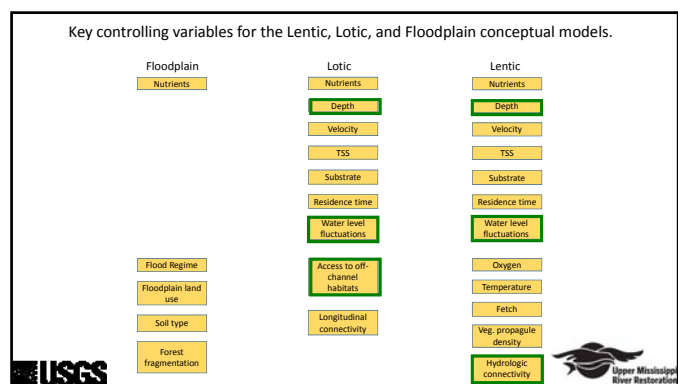 Key controlling variables for the Lentic, Lotic, and Floodplain conceptual models.
Floodplain
Nutrients
Flood Regime
Floodplain land
use
Soil type
Forest
fragmentation
Lotic
Nutrients
Depth
Velocity
TSS
Substrate
Residence time
Water level
fluctuations
Access to off-
channel
habitats
Longitudinal
connectivity
Lentic
Nutrients
Depth
Velocity
TSS
Substrate
Residence time
Water level
fluctuations
Oxygen
Temperature
Fetch
Veg. propagule
density
Hydrologic
connectivity
USGS
Upper Mississippi
River Restoration